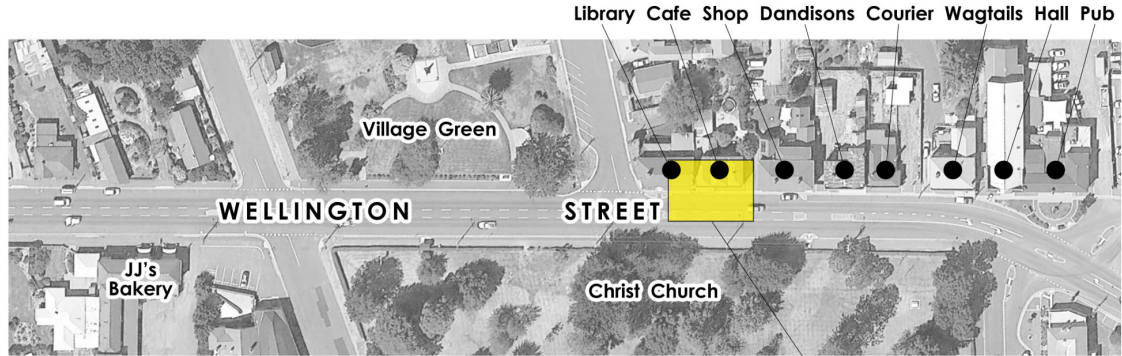 Library Cafe Shop Dandisons Courier Wagtails Hall Pub
Village Green
WELLINGTON STREET
JJ's
Bakery
Christ Church